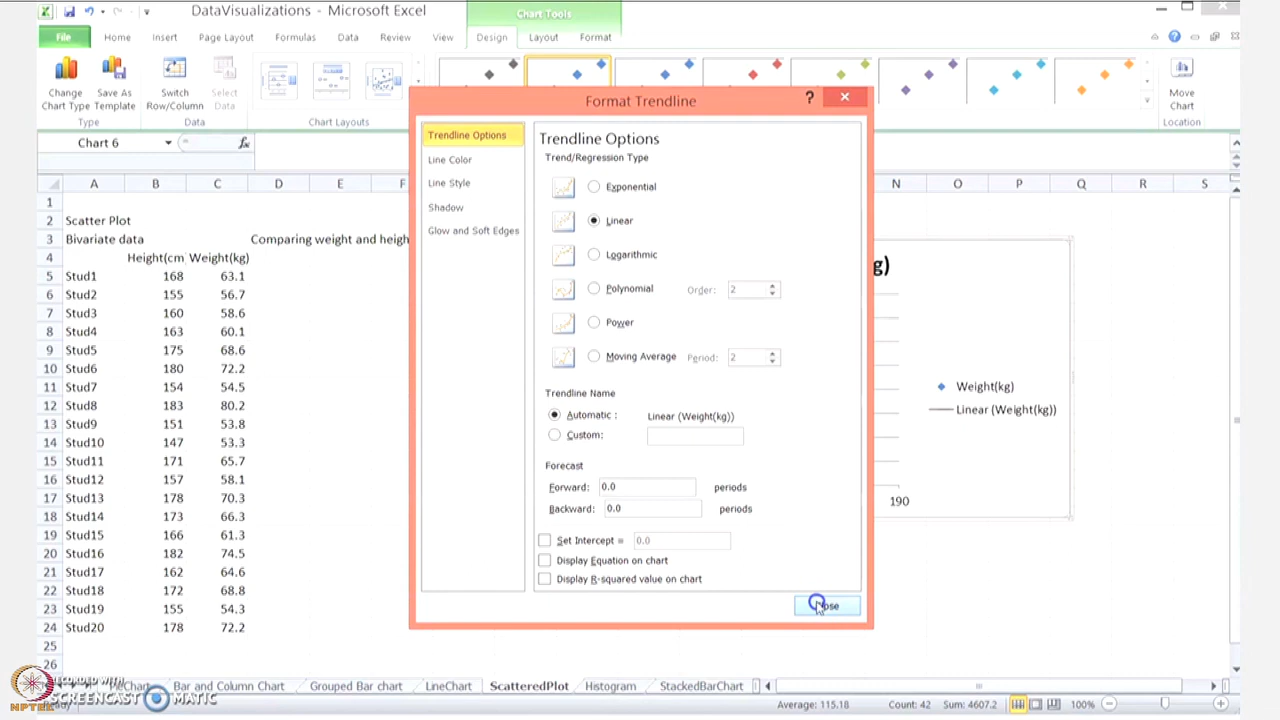 DataVisualizations - Microsoft Excel
Chart Tools
File Home Insert Page Layout Formulas Data Review View Design Layout Format
Change Chart Type
Save As Template
Switch Row/Column
Select Data
Move Chart
Type Data Chart Layouts Location
Chart 6 fx
A B C D E F N O P Q R S
1
2 Scatter Plot
3 Bivariate data Comparing weight and heigh
4 Height(cm Weight(kg)
5 Stud1 168 63.1
6 Stud2 155 56.7
7 Stud3 160 58.6
8 Stud4 163 60.1
9 Stud5 175 68.6
10 Stud6 180 72.2
11 Stud7 154 54.5
12 Stud8 183 80.2
13 Stud9 151 53.8
14 Stud10 147 53.3
15 Stud11 171 65.7
16 Stud12 157 58.1
17 Stud13 178 70.3
18 Stud14 173 66.3
19 Stud15 166 61.3
20 Stud16 182 74.5
21 Stud17 162 64.6
22 Stud18 172 68.8
23 Stud19 155 54.3
24 Stud20 178 72.2
25
26
Format Trendline
Trendline Options
Line Color
Line Style
Shadow
Glow and Soft Edges
Trendline Options
Trend/Regression Type
Exponential
Linear
Logarithmic
Polynomial Order: 2
Power
Moving Average Period: 2
Trendline Name
Automatic : Linear (Weight(kg))
Custom:
Forecast
Forward: 0.0 periods
Backward: 0.0 periods
Set Intercept = 0.0
Display Equation on chart
Display R-squared value on chart
g)
Weight(kg)
Linear (Weight(kg))
190
Bar and Column Chart Grouped Bar chart LineChart ScatteredPlot Histogram StackedBarChart
RECORDED WITH
SCREENCAST MATIC
NPTEL
Average: 115.18 Count: 42 Sum: 4607.2 100%